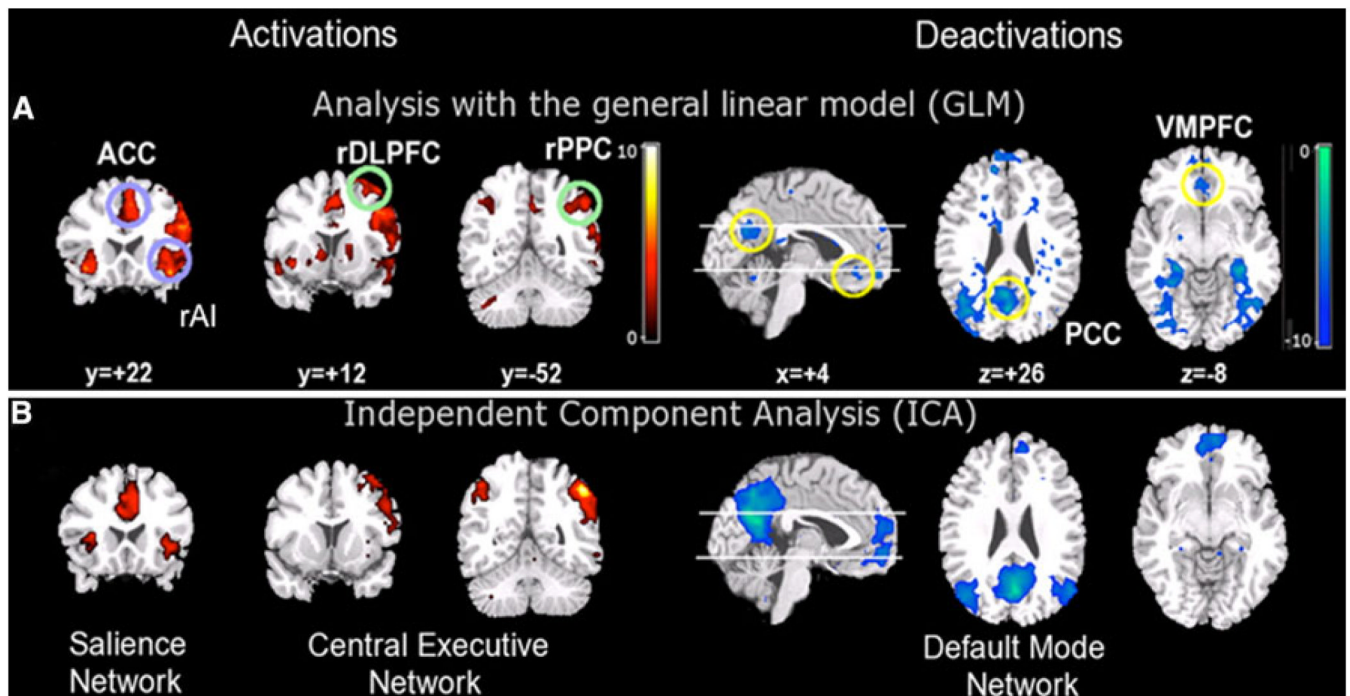 Activations
Deactivations
A
Analysis with the general linear model (GLM)
ACC
rDLPFC
rPPC
10
0
rAI
VMPFC
0
-10
PCC
y=+22
y=+12
y=-52
x=+4
z=+26
z=-8
B
Independent Component Analysis (ICA)
Salience
Network
Central Executive
Network
Default Mode
Network